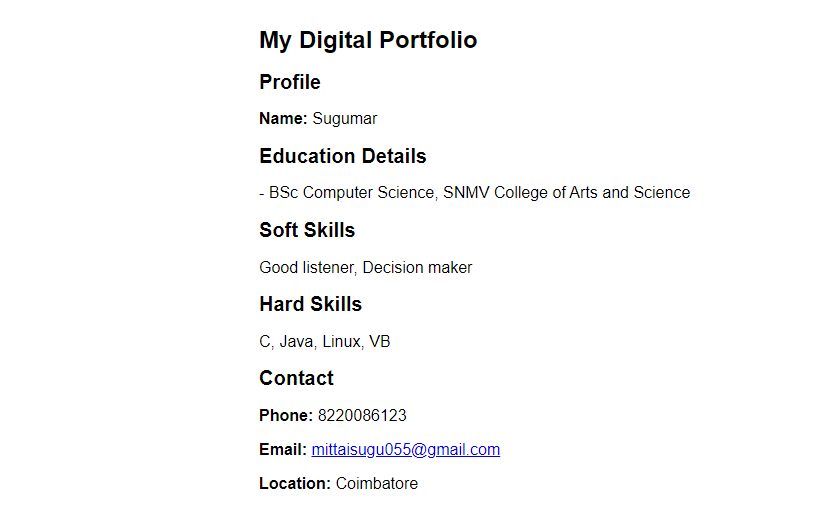 My Digital Portfolio
Profile
Name: Sugumar
Education Details
- BSc Computer Science, SNMV College of Arts and Science
Soft Skills
Good listener, Decision maker
Hard Skills
C, Java, Linux, VB
Contact
Phone: 8220086123
Email: mittaisugu055@gmail.com
Location: Coimbatore